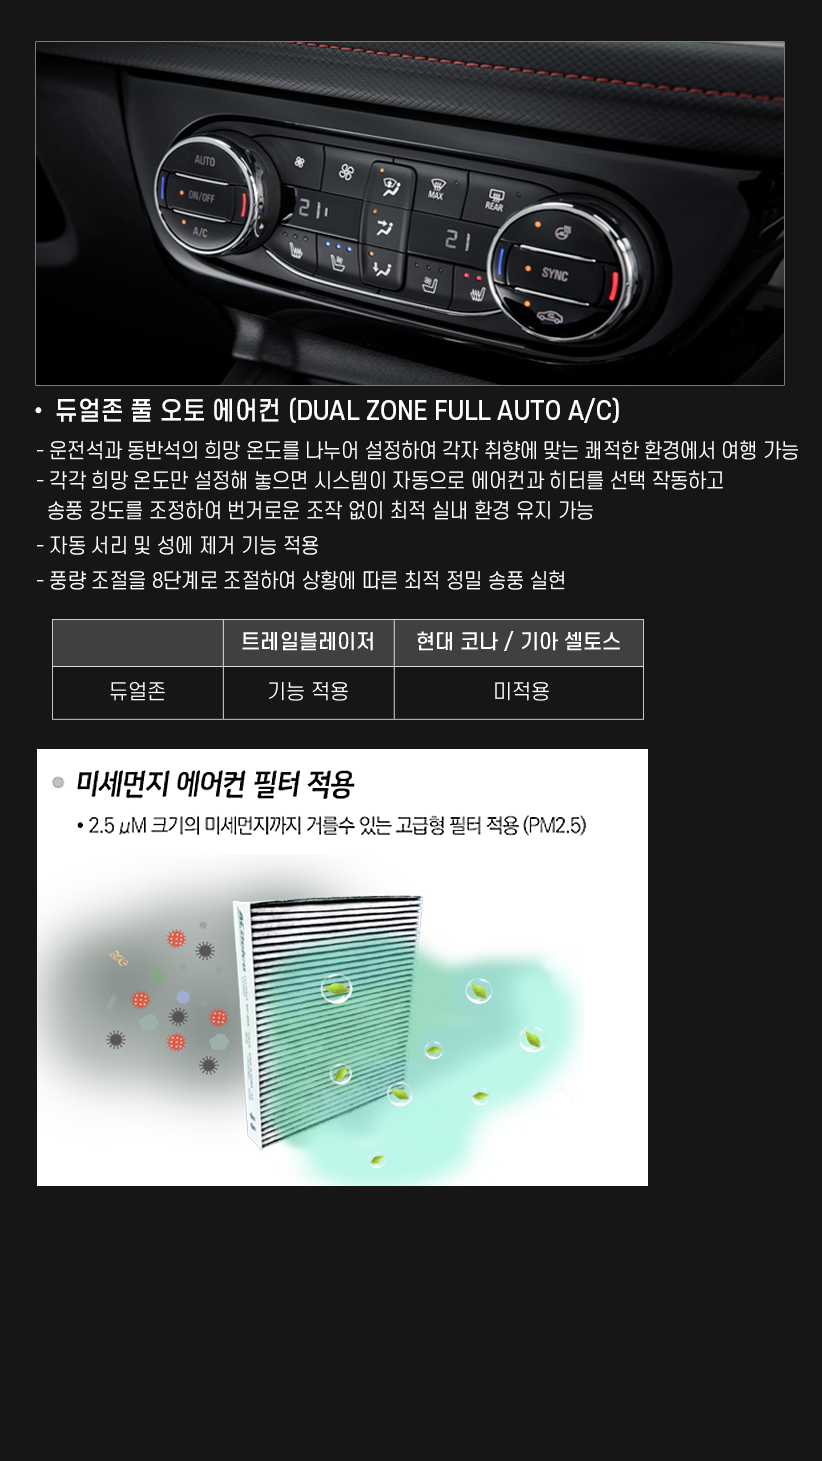 AUTO
ON/OFF
A/C
MAX
REAR
21
21
SYNC
• 듀얼존 풀 오토 에어컨 (DUAL ZONE FULL AUTO A/C)
- 운전석과 동반석의 희망 온도를 나누어 설정하여 각자 취향에 맞는 쾌적한 환경에서 여행 가능
- 각각 희망 온도만 설정해 놓으면 시스템이 자동으로 에어컨과 히터를 선택 작동하고
송풍 강도를 조정하여 번거로운 조작 없이 최적 실내 환경 유지 가능
- 자동 서리 및 성에 제거 기능 적용
- 풍량 조절을 8단계로 조절하여 상황에 따른 최적 정밀 송풍 실현
트레일블레이저 현대 코나 / 기아 셀토스
듀얼존 기능 적용 미적용
미세먼지 에어컨 필터 적용
• 2.5 μM 크기의 미세먼지까지 거를수 있는 고급형 필터 적용 (PM2.5)
ACDelco